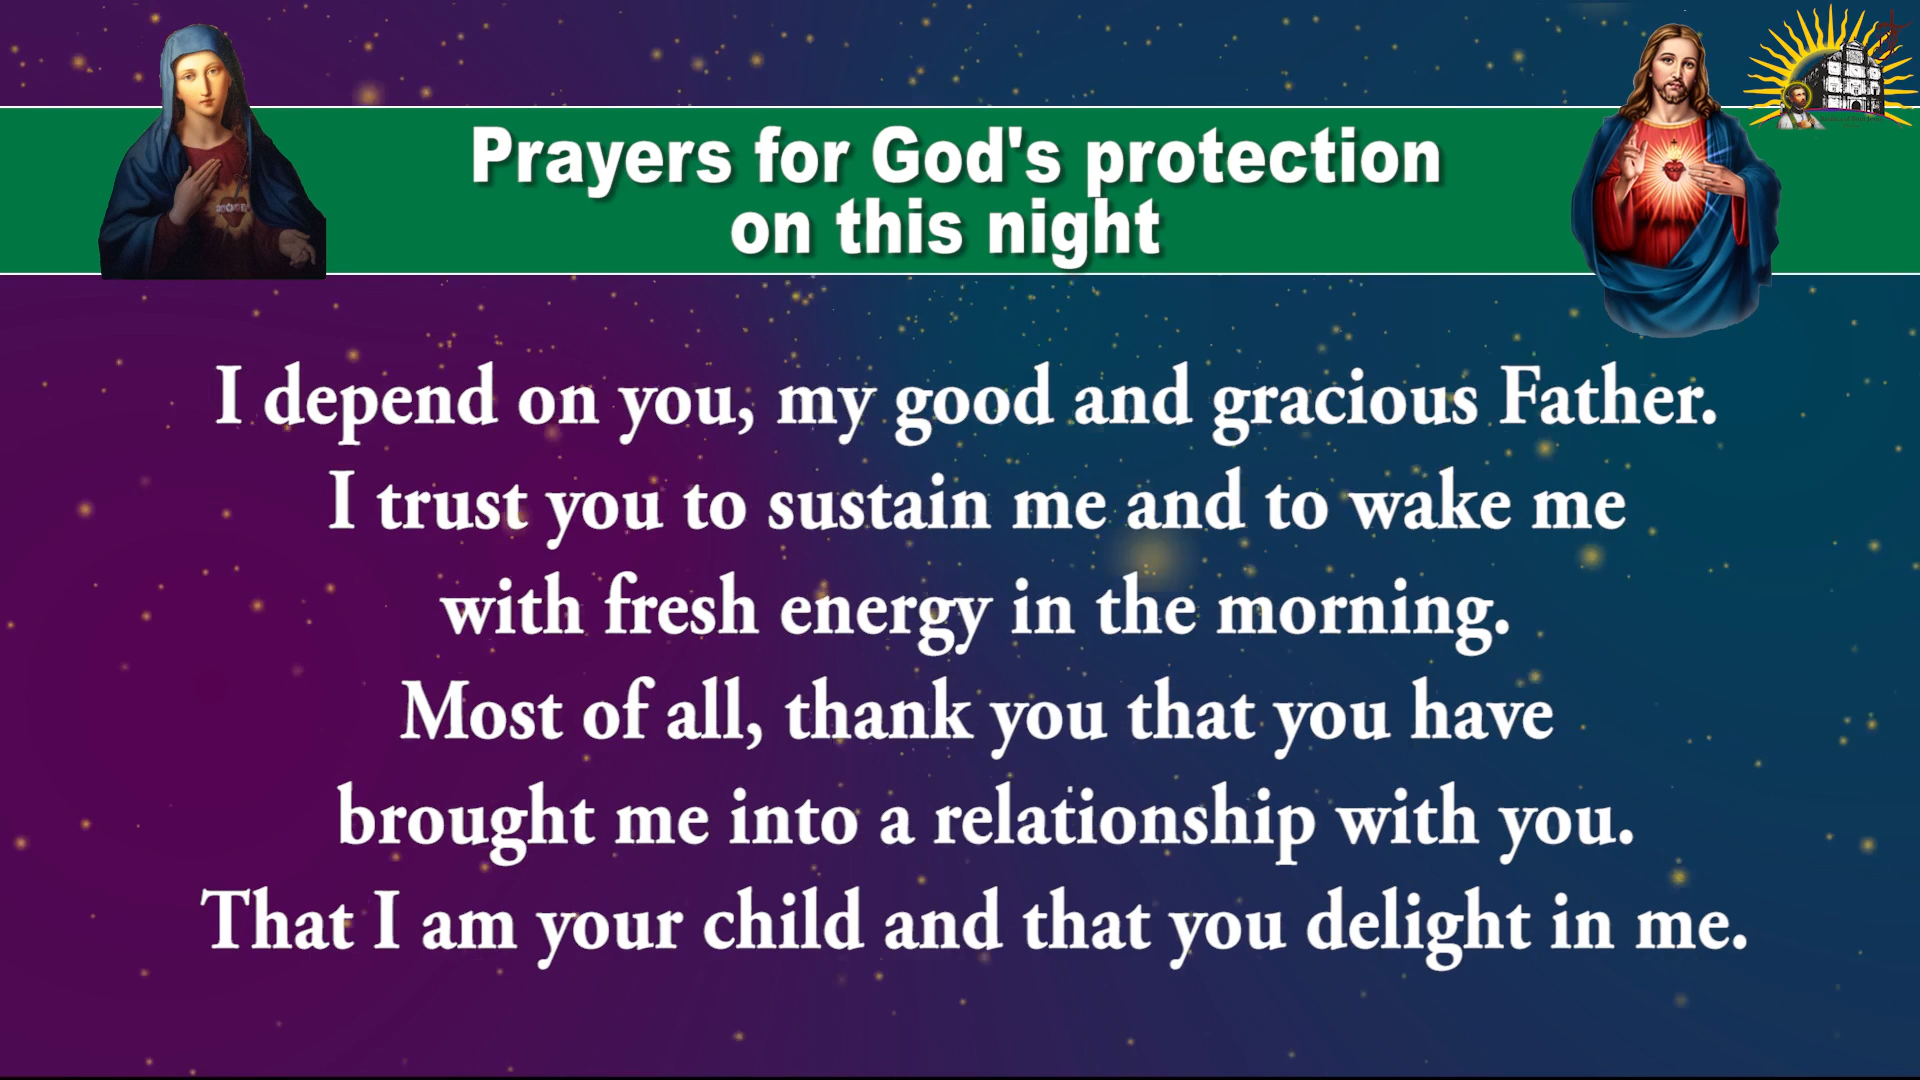 Prayers for God's protection
on this night
I depend on you, my good and gracious Father.
I trust you to sustain me and to wake me
with fresh energy in the morning.
Most of all, thank you that you have
brought me into a relationship with you.
That I am your child and that you delight in me.